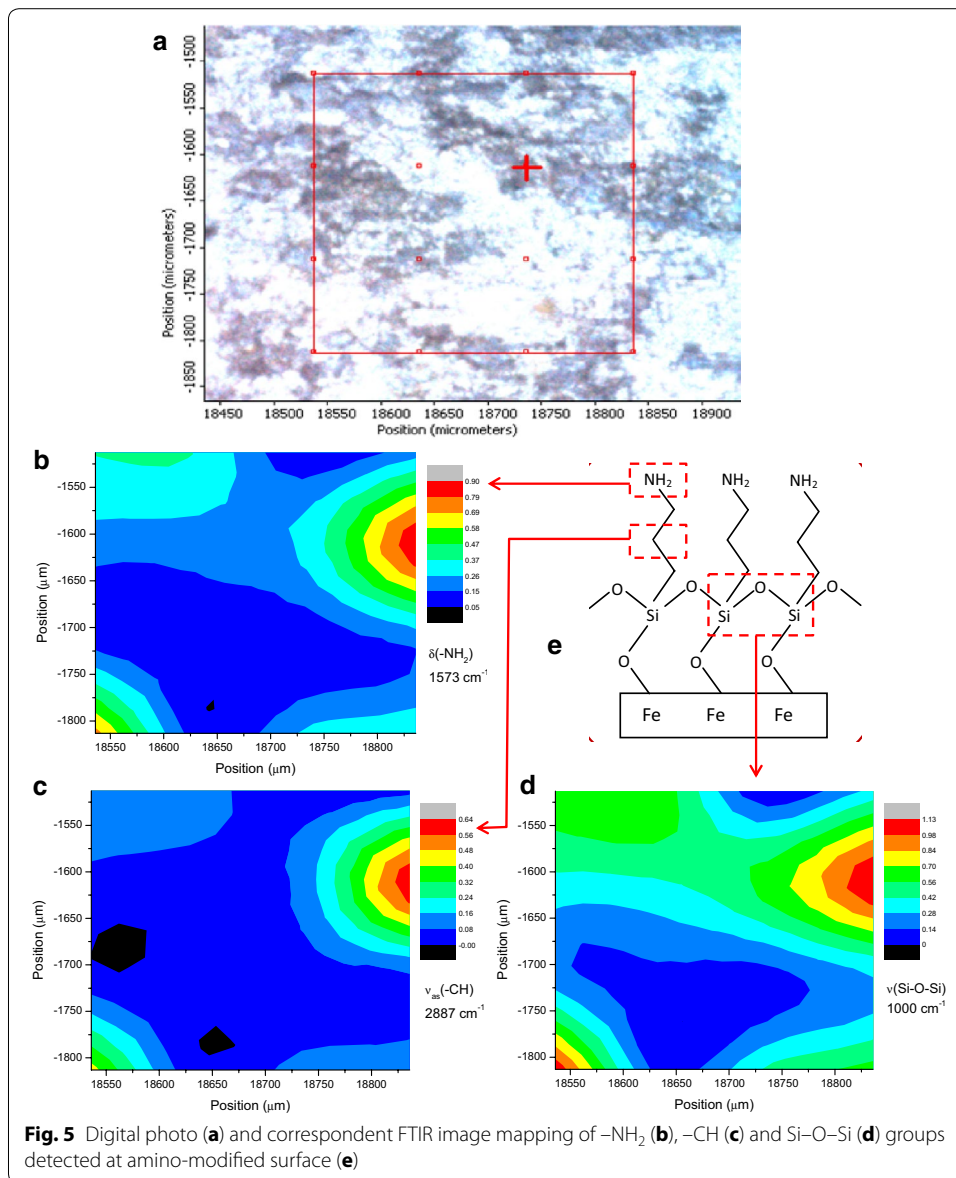 a
-1500
-1550
-1600
-1650
-1700
-1750
-1800
-1850
Position (micrometers)
18450 18500 18550 18600 18650 18700 18750 18800 18850 18900
Position (micrometers)
b
-1550
-1600
-1650
-1700
-1750
-1800
Position (μm)
18550 18600 18650 18700 18750 18800
Position (μm)
0.90
0.79
0.68
0.58
0.47
0.37
0.26
0.15
0.05
δ(-NH₂)
1573 cm⁻¹
NH₂ NH₂ NH₂
O O O O
Si Si Si
O O O
Fe Fe Fe
e
c
-1550
-1600
-1650
-1700
-1750
-1800
Position (μm)
18550 18600 18650 18700 18750 18800
Position (μm)
0.64
0.56
0.48
0.40
0.32
0.24
0.16
0.08
-0.00
νas(-CH)
2887 cm⁻¹
d
-1550
-1600
-1650
-1700
-1750
-1800
Position (μm)
18550 18600 18650 18700 18750 18800
Position (μm)
1.13
0.98
0.84
0.70
0.56
0.42
0.28
0.14
0
ν(Si-O-Si)
1000 cm⁻¹
Fig. 5 Digital photo (a) and correspondent FTIR image mapping of –NH₂ (b), –CH (c) and Si–O–Si (d) groups
detected at amino-modified surface (e)